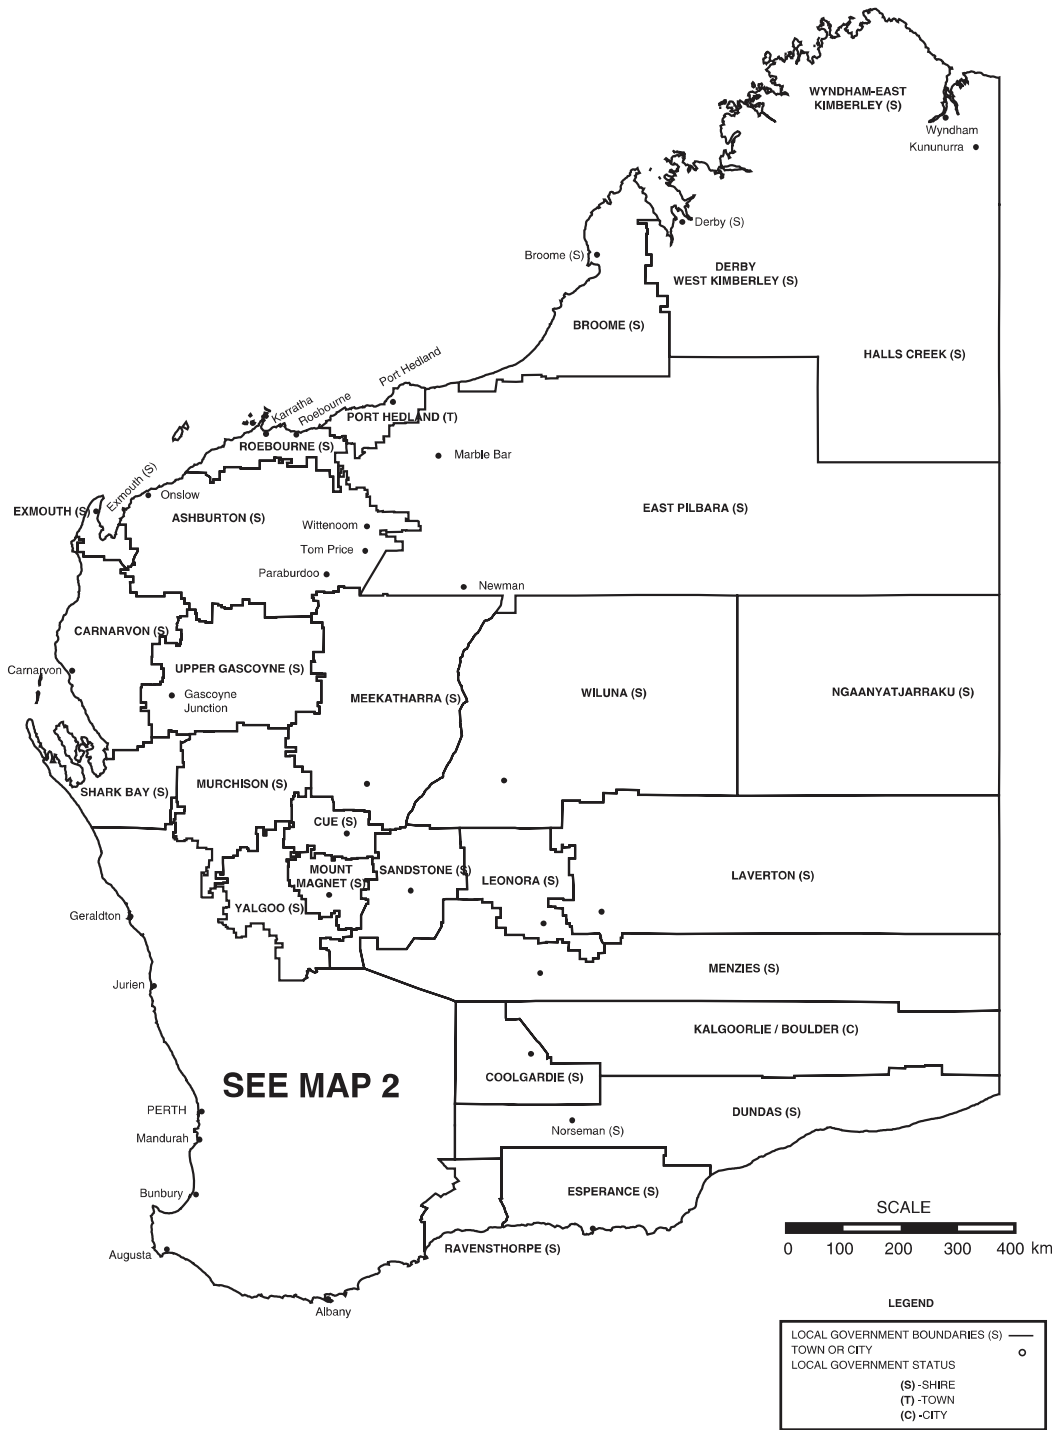 WYNDHAM-EAST
KIMBERLEY (S)
Wyndham
Kununurra
Derby (S)
Broome (S)
DERBY
WEST KIMBERLEY (S)
BROOME (S)
HALLS CREEK (S)
Port Hedland
Karratha
Roebourne
PORT HEDLAND (T)
ROEBOURNE (S)
Marble Bar
Exmouth (S)
Onslow
EXMOUTH (S)
ASHBURTON (S)
EAST PILBARA (S)
Wittenoom
Tom Price
Paraburdoo
Newman
CARNARVON (S)
UPPER GASCOYNE (S)
Carnarvon
Gascoyne
Junction
MEEKATHARRA (S)
WILUNA (S)
NGAANYATJARRAKU (S)
SHARK BAY (S)
MURCHISON (S)
CUE (S)
MOUNT
MAGNET (S)
SANDSTONE (S)
LEONORA (S)
LAVERTON (S)
YALGOO (S)
Geraldton
MENZIES (S)
Jurien
KALGOORLIE / BOULDER (C)
SEE MAP 2
COOLGARDIE (S)
PERTH
DUNDAS (S)
Mandurah
Norseman (S)
Bunbury
ESPERANCE (S)
Augusta
RAVENSTHORPE (S)
Albany
SCALE
0 100 200 300 400 km
LEGEND
LOCAL GOVERNMENT BOUNDARIES (S)
TOWN OR CITY
LOCAL GOVERNMENT STATUS
(S) -SHIRE
(T) -TOWN
(C) -CITY